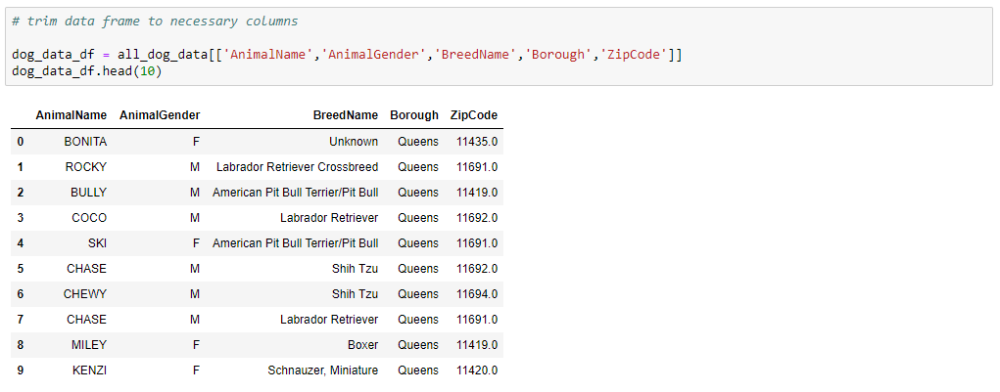 # trim data frame to necessary columns
dog_data_df = all_dog_data[['AnimalName','AnimalGender','BreedName','Borough','ZipCode']]
dog_data_df.head(10)
AnimalName AnimalGender BreedName Borough ZipCode
0 BONITA F Unknown Queens 11435.0
1 ROCKY M Labrador Retriever Crossbreed Queens 11691.0
2 BULLY M American Pit Bull Terrier/Pit Bull Queens 11419.0
3 COCO M Labrador Retriever Queens 11692.0
4 SKI F American Pit Bull Terrier/Pit Bull Queens 11691.0
5 CHASE M Shih Tzu Queens 11692.0
6 CHEWY M Shih Tzu Queens 11694.0
7 CHASE M Labrador Retriever Queens 11691.0
8 MILEY F Boxer Queens 11419.0
9 KENZI F Schnauzer, Miniature Queens 11420.0